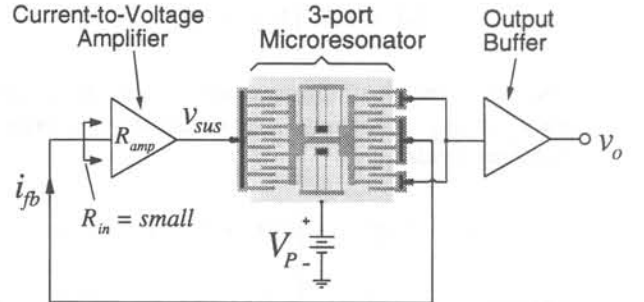 Current-to-Voltage
Amplifier
3-port
Microresonator
Output
Buffer
R_amp
v_sus
v_o
i_fb
R_in = small
+
V_P
-